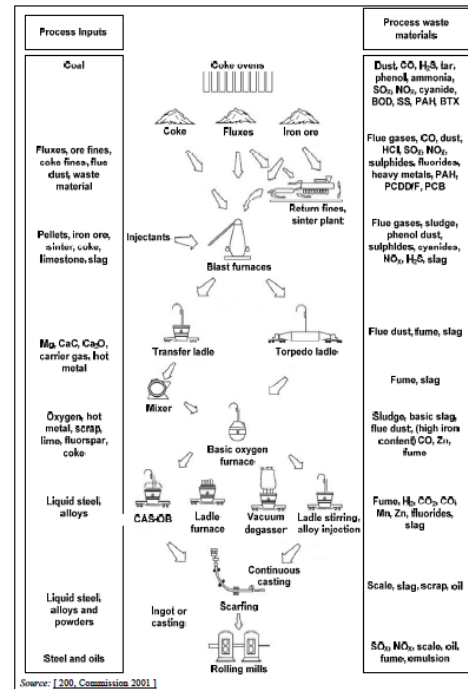 Process Inputs
Process waste
materials
Coal
Coke ovens
Dust, CO, H₂S, tar,
phenol, ammonia,
SOₓ, NOₓ, cyanide,
BOD, SS, PAH, BTX
Coke
Fluxes
Iron ore
Fluxes, ore fines,
coke fines, flue
dust, waste
material
Flue gases, CO, dust,
HCl, SOₓ, NOₓ,
sulphides, fluorides,
heavy metals, PAH,
PCDD/F, PCB
Return fines,
sinter plant
Pellets, iron ore,
sinter, coke,
limestone, slag
Injectants
Blast furnaces
Flue gases, sludge,
phenol dust,
sulphides, cyanides,
NOₓ, H₂S, slag
Mg, CaC, Ca₂O,
carrier gas, hot
metal
Transfer ladle
Torpedo ladle
Flue dust, fume, slag
Mixer
Fume, slag
Oxygen, hot
metal, scrap,
lime, fluorspar,
coke
Basic oxygen
furnace
Sludge, basic slag,
flue dust, (high iron
content) CO, Zn,
fume
Liquid steel,
alloys
CAS-OB
Ladle
furnace
Vacuum
degasser
Ladle stirring,
alloy injection
Fume, H₂, CO₂, CO,
Mn, Zn, fluorides,
slag
Continuous
casting
Scarfing
Scale, slag, scrap, oil
Liquid steel,
alloys and
powders
Ingot or
casting
Steel and oils
Rolling mills
SOₓ, NOₓ, scale, oil,
fume, emulsion
Source: [ 200, Commission 2001 ]